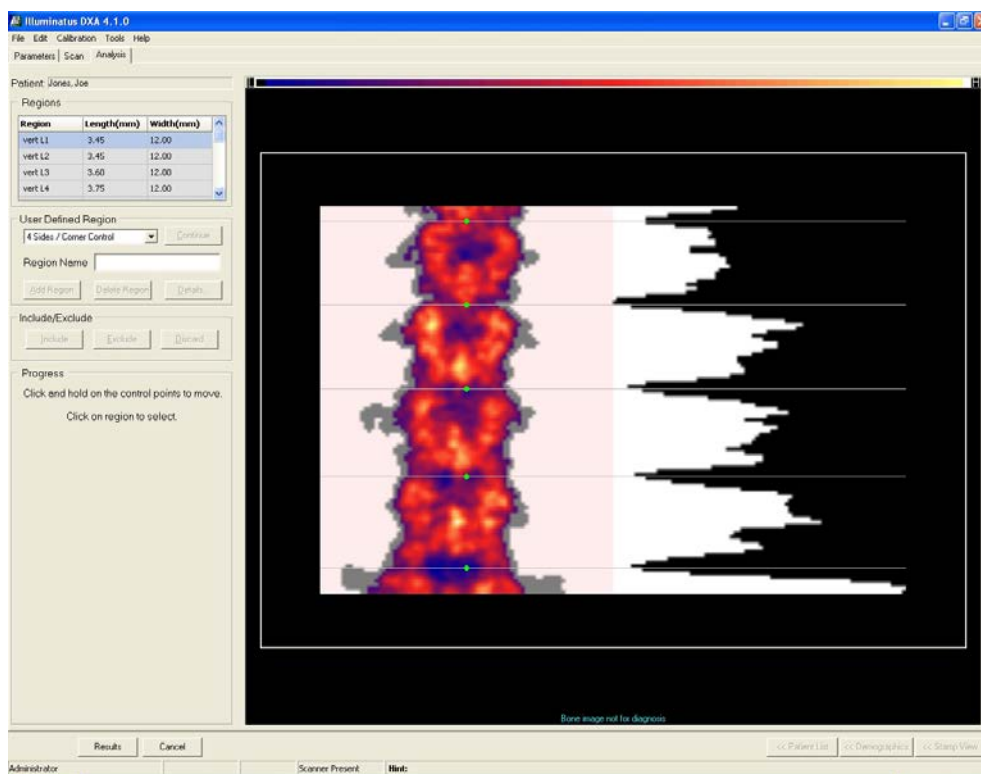 Illuminatus DXA 4.1.0
File Edit Calibration Tools Help
Parameters Scan Analysis
Patient Jones, Joe
Regions
Region Length(mm) Width(mm)
vert L1 3.45 12.00
vert L2 3.45 12.00
vert L3 3.60 12.00
vert L4 3.75 12.00
User Defined Region
4 Sides / Corner Control Continue
Region Name
Add Region Delete Region Details
Include/Exclude
Include Exclude Discard
Progress
Click and hold on the control points to move.
Click on region to select.
L H
Bone image not for diagnosis
Results Cancel << Patient List << Demographics << Stamp View
Administrator Scanner Present Hint: